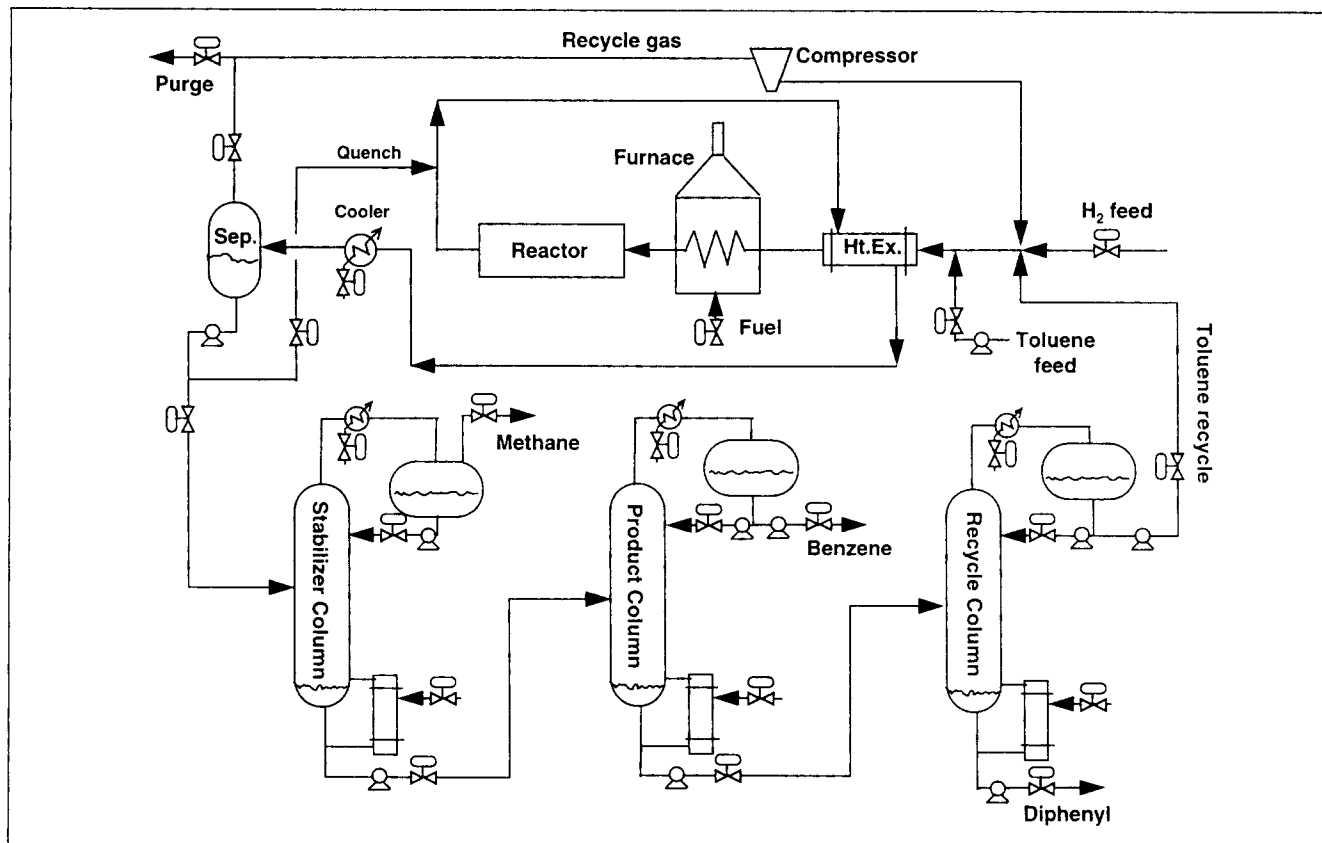 Recycle gas
Compressor
Purge
Quench
Furnace
Cooler
H₂ feed
Sep.
Reactor
Ht.Ex.
Fuel
Toluene
feed
Toluene recycle
Methane
Benzene
Stabilizer Column
Product Column
Recycle Column
Diphenyl